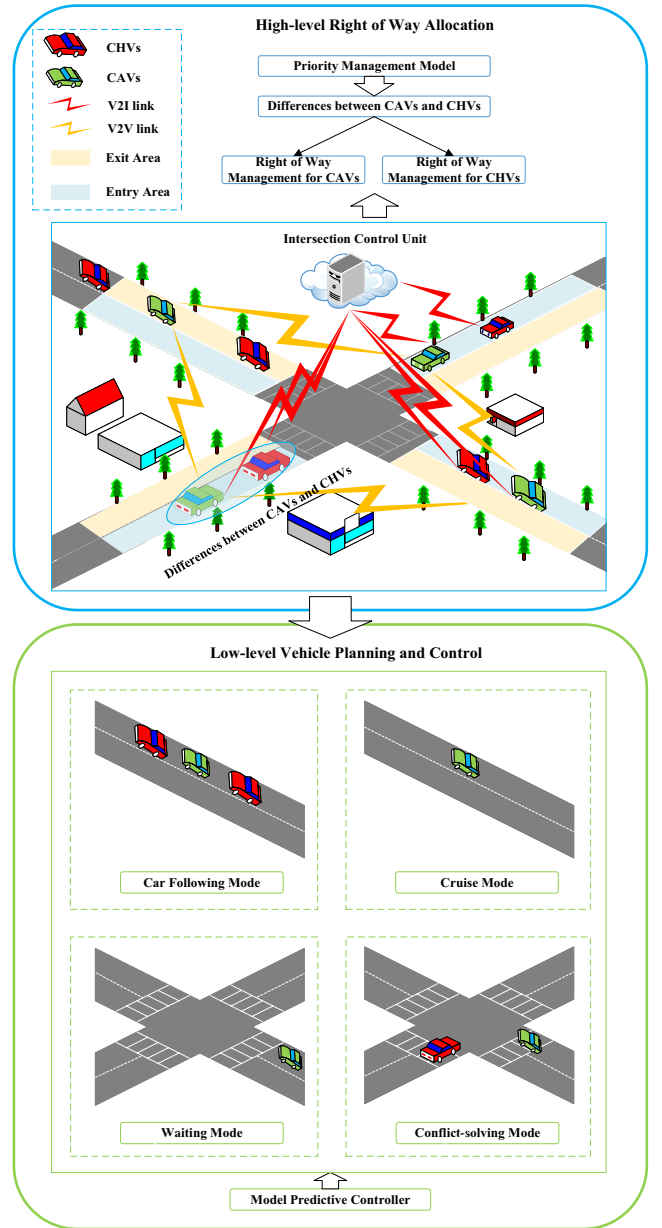 High-level Right of Way Allocation
CHVs
CAVs
V2I link
V2V link
Exit Area
Entry Area
Priority Management Model
Differences between CAVs and CHVs
Right of Way
Management for CAVs
Right of Way
Management for CHVs
Intersection Control Unit
Differences between CAVs and CHVs
Low-level Vehicle Planning and Control
Car Following Mode
Cruise Mode
Waiting Mode
Conflict-solving Mode
Model Predictive Controller